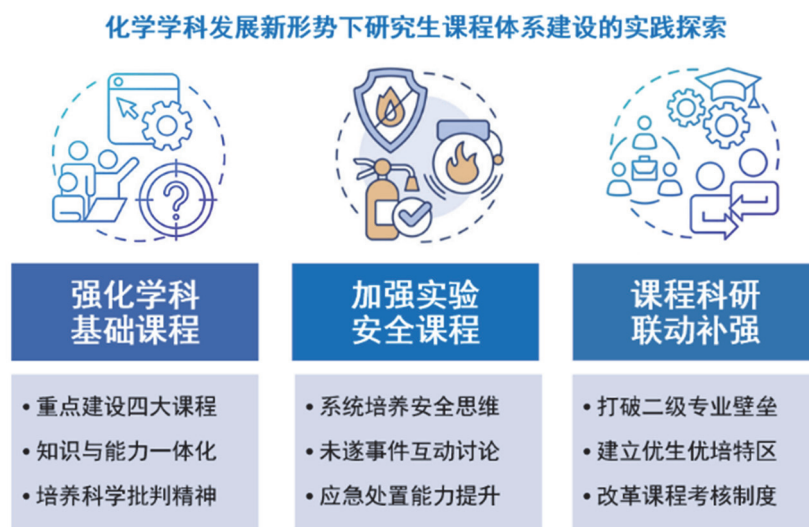 化学学科发展新形势下研究生课程体系建设的实践探索
?
强化学科
基础课程
加强实验
安全课程
课程科研
联动补强
• 重点建设四大课程
• 知识与能力一体化
• 培养科学批判精神
• 系统培养安全思维
• 未遂事件互动讨论
• 应急处置能力提升
• 打破二级专业壁垒
• 建立优生优培特区
• 改革课程考核制度